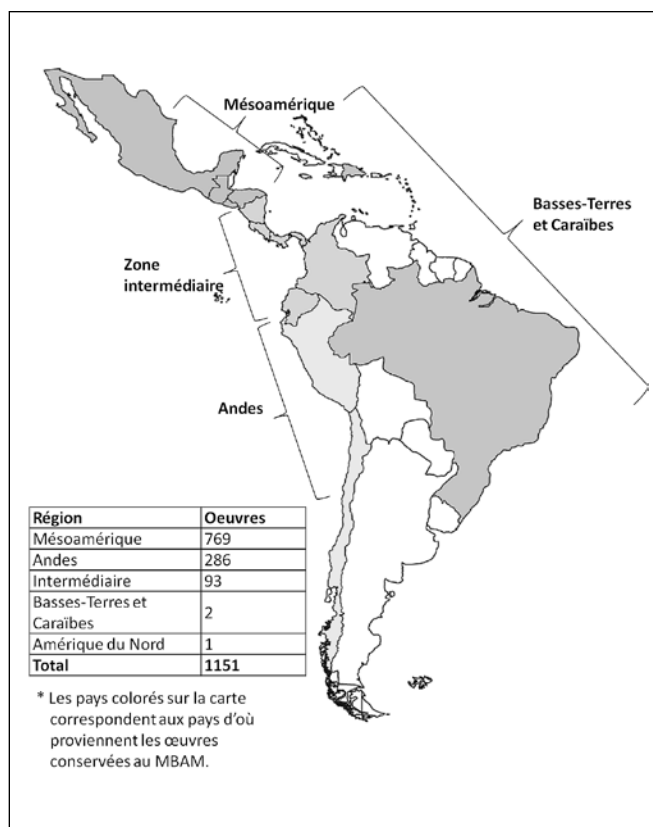 Mésoamérique
Basses-Terres
et Caraïbes
Zone
intermédiaire
Andes
Région Oeuvres
Mésoamérique 769
Andes 286
Intermédiaire 93
Basses-Terres et
Caraïbes 2
Amérique du Nord 1
Total 1151
* Les pays colorés sur la carte
correspondent aux pays d'où
proviennent les œuvres
conservées au MBAM.